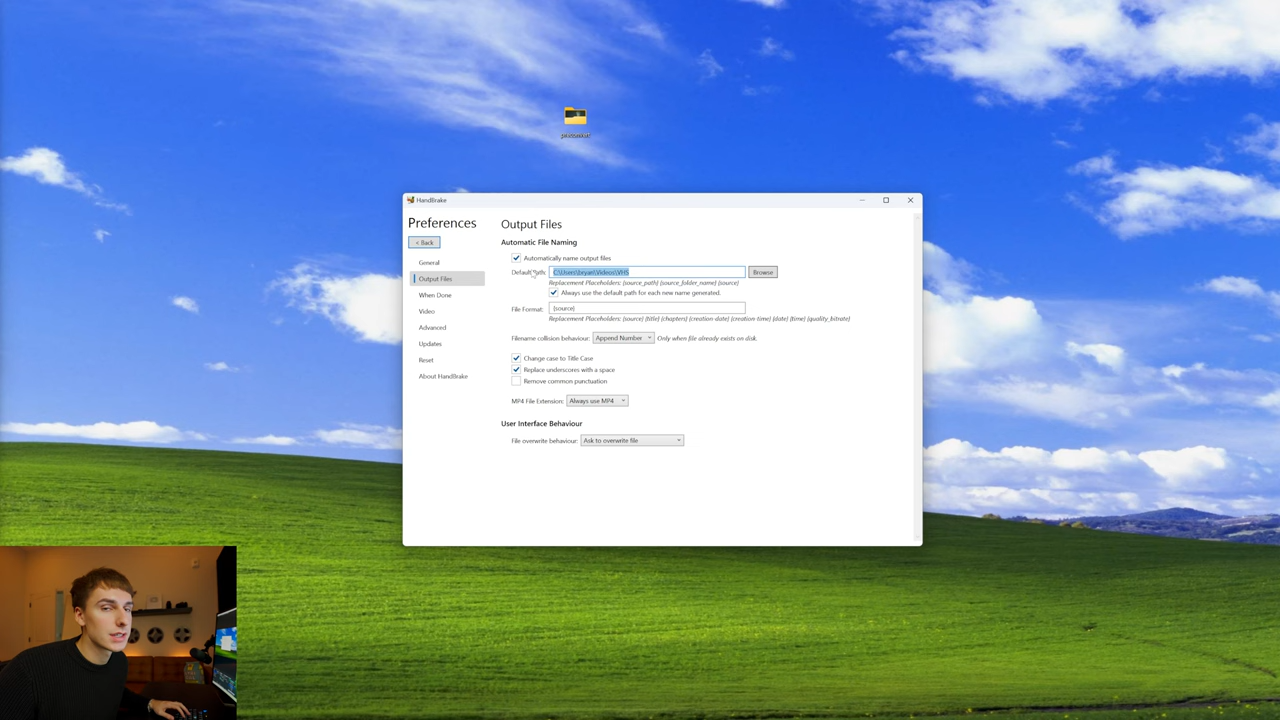 HandBrake
Preferences
< Back
General
Output Files
When Done
Video
Advanced
Updates
Reset
About HandBrake
Output Files
Automatic File Naming
Automatically name output files
Default Path: C:\Users\bryan\Videos\VHS Browse
Replacement Placeholders: {source_path} {source_folder_name} {source}
Always use the default path for each new name generated.
File Format: {source}
Replacement Placeholders: {source} {title} {chapters} {creation-date} {creation-time} {date} {time} {quality_bitrate}
Filename collision behaviour: Append Number Only when file already exists on disk.
Change case to Title Case
Replace underscores with a space
Remove common punctuation
MP4 File Extension: Always use MP4
User Interface Behaviour
File overwrite behaviour: Ask to overwrite file